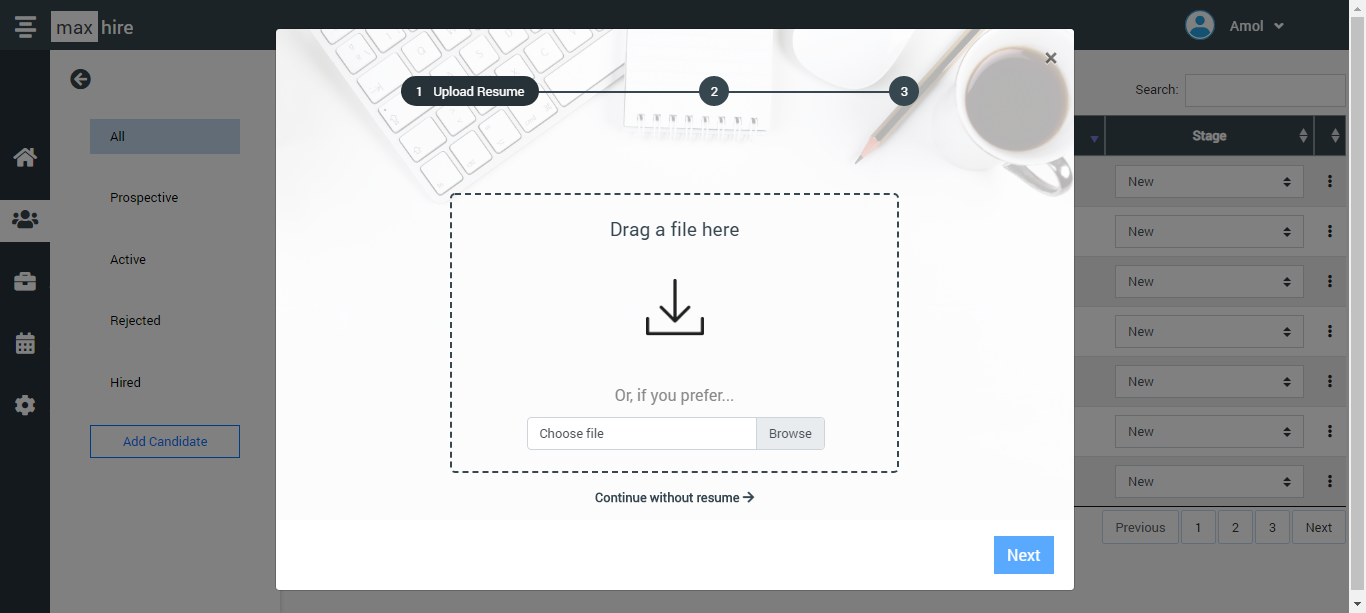 max hire
Amol
Search:
All
Prospective
Active
Rejected
Hired
Add Candidate
1 Upload Resume
2
3
×
Drag a file here
Or, if you prefer...
Choose file
Browse
Continue without resume →
Next
Stage
New
New
New
New
New
New
New
Previous
1
2
3
Next